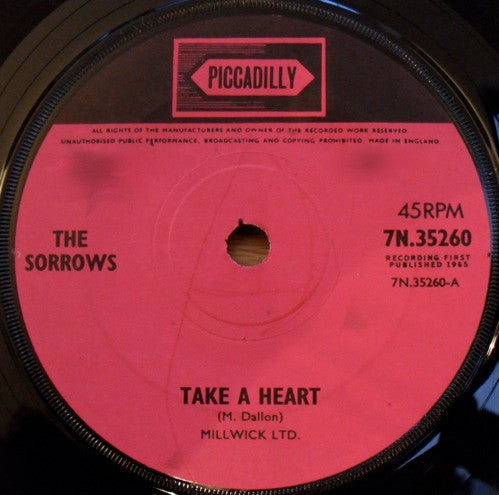 PICCADILLY
ALL RIGHTS OF THE MANUFACTURERS AND OWNER OF THE RECORDED WORK RESERVED
UNAUTHORISED PUBLIC PERFORMANCE, BROADCASTING AND COPYING PROHIBITED. MADE IN ENGLAND
THE
SORROWS
45RPM
7N.35260
RECORDING FIRST
PUBLISHED 1965
7N.35260-A
TAKE A HEART
(M. Dallon)
MILLWICK LTD.